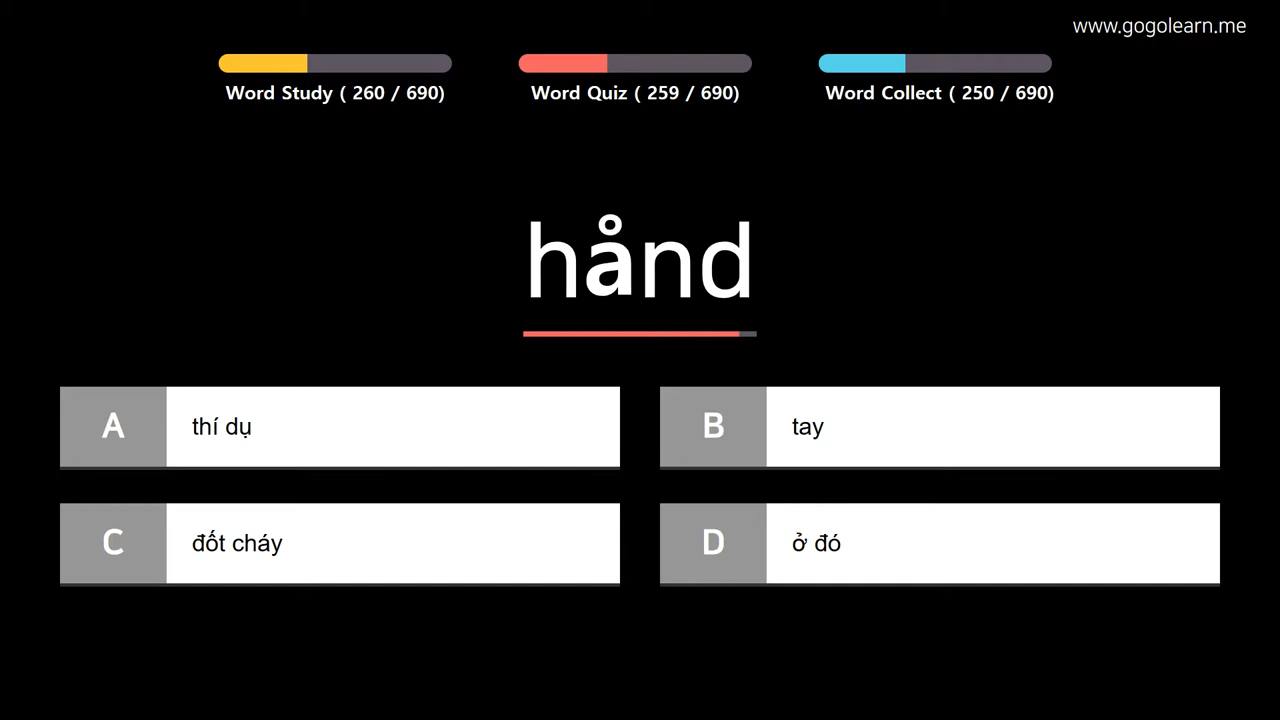 www.gogolearn.me
Word Study ( 260 / 690)
Word Quiz ( 259 / 690)
Word Collect ( 250 / 690)
hånd
A thí dụ
B tay
C đốt cháy
D ở đó